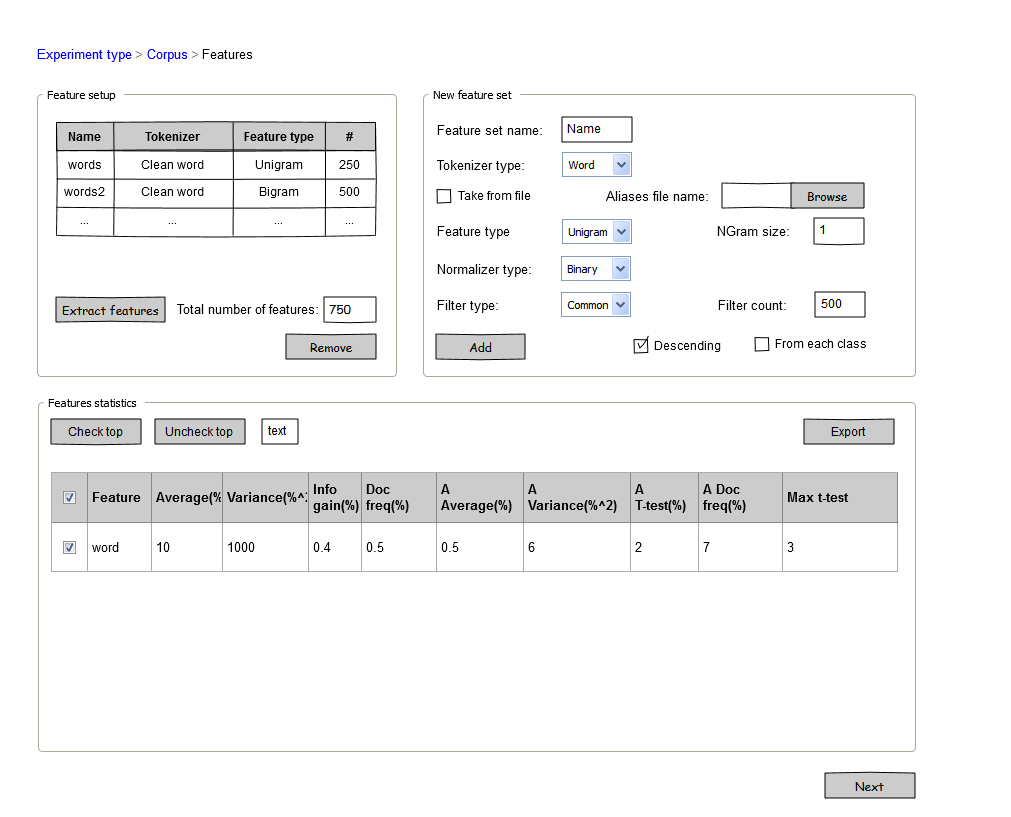 Experiment type > Corpus > Features
Feature setup
Name Tokenizer Feature type #
words Clean word Unigram 250
words2 Clean word Bigram 500
... ... ... ...
Extract features Total number of features: 750
Remove
New feature set
Feature set name: Name
Tokenizer type: Word
Take from file Aliases file name: Browse
Feature type Unigram NGram size: 1
Normalizer type: Binary
Filter type: Common Filter count: 500
Add Descending From each class
Features statistics
Check top Uncheck top text Export
Feature Average(% Variance(%^ Info gain(%) Doc freq(%) A Average(%) A Variance(%^2) A T-test(%) A Doc freq(%) Max t-test
word 10 1000 0.4 0.5 0.5 6 2 7 3
Next